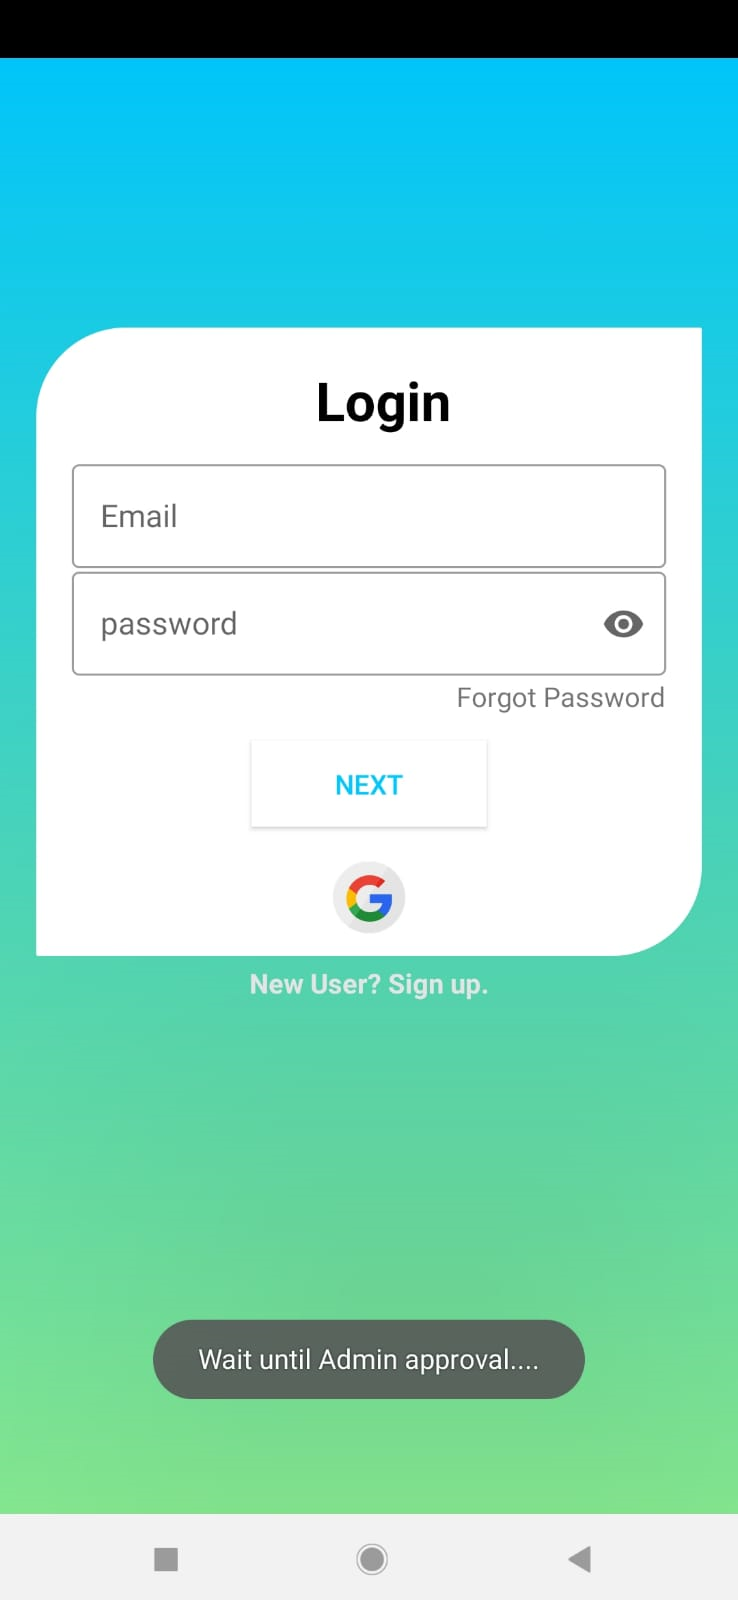 Login
Email
password
Forgot Password
NEXT
New User? Sign up.
Wait until Admin approval....